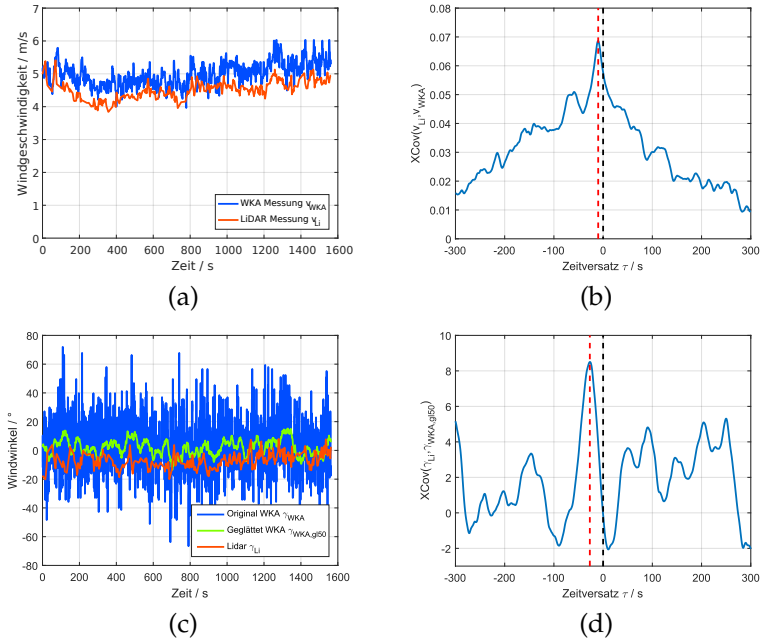 7
6
5
4
3
2
1
0
Windgeschwindigkeit / m/s
WKA Messung v_WKA
LiDAR Messung v_Li
0 200 400 600 800 1000 1200 1400 1600
Zeit / s
(a)
0.08
0.07
0.06
0.05
0.04
0.03
0.02
0.01
0
XCov(v_Li,v_WKA)
-300 -200 -100 0 100 200 300
Zeitversatz τ / s
(b)
80
60
40
20
0
-20
-40
-60
-80
Windwinkel / °
Original WKA γ_WKA
Geglättet WKA γ_WKA,gl50
Lidar γ_Li
0 200 400 600 800 1000 1200 1400 1600
Zeit / s
(c)
10
8
6
4
2
0
-2
XCov(γ_Li,γ_WKA,gl50)
-300 -200 -100 0 100 200 300
Zeitversatz τ / s
(d)